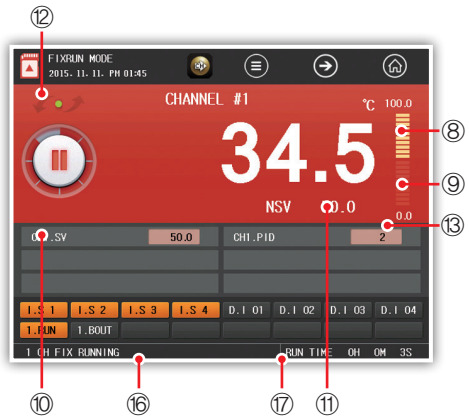 ⑫
FIXRUN MODE
2015. 11. 11. PM 01:45
CHANNEL #1
℃ 100.0
⑧
34.5
⑨
NSV
0.0
⑬
.SV 50.0 CH1.PID 2
I.S 1 I.S 2 I.S 3 I.S 4 D.I 01 D.I 02 D.I 03 D.I 04
1.RUN 1.BOUT
1 CH FIX RUNNING RUN TIME 0H 0M 3S
⑩ ⑯ ⑰ ⑪